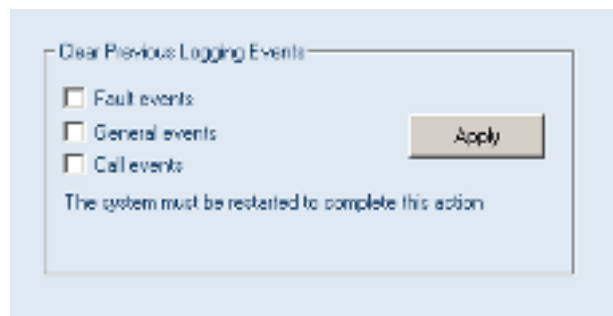 Clear Previous Logging Events
Fault events
General events
Apply
Call events
The system must be restarted to complete this action